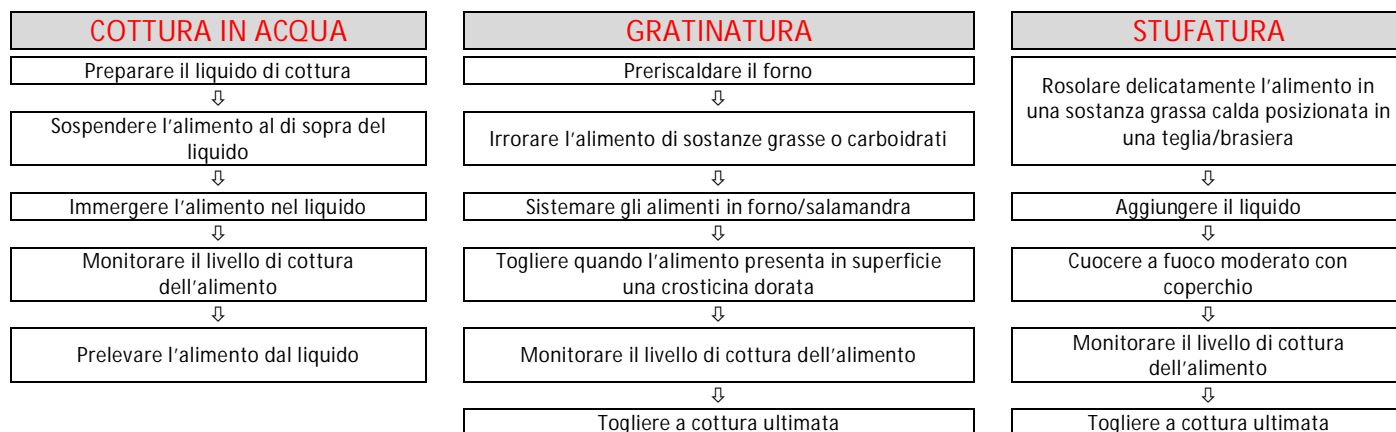 COTTURA IN ACQUA
Preparare il liquido di cottura
⇩
Sospendere l'alimento al di sopra del
liquido
⇩
Immergere l'alimento nel liquido
⇩
Monitorare il livello di cottura
dell'alimento
⇩
Prelevare l'alimento dal liquido
GRATINATURA
Preriscaldare il forno
⇩
Irrorare l'alimento di sostanze grasse o carboidrati
⇩
Sistemare gli alimenti in forno/salamandra
⇩
Togliere quando l'alimento presenta in superficie
una crosticina dorata
⇩
Monitorare il livello di cottura dell'alimento
⇩
Togliere a cottura ultimata
STUFATURA
Rosolare delicatamente l'alimento in
una sostanza grassa calda posizionata in
una teglia/brasiera
⇩
Aggiungere il liquido
⇩
Cuocere a fuoco moderato con
coperchio
⇩
Monitorare il livello di cottura
dell'alimento
⇩
Togliere a cottura ultimata